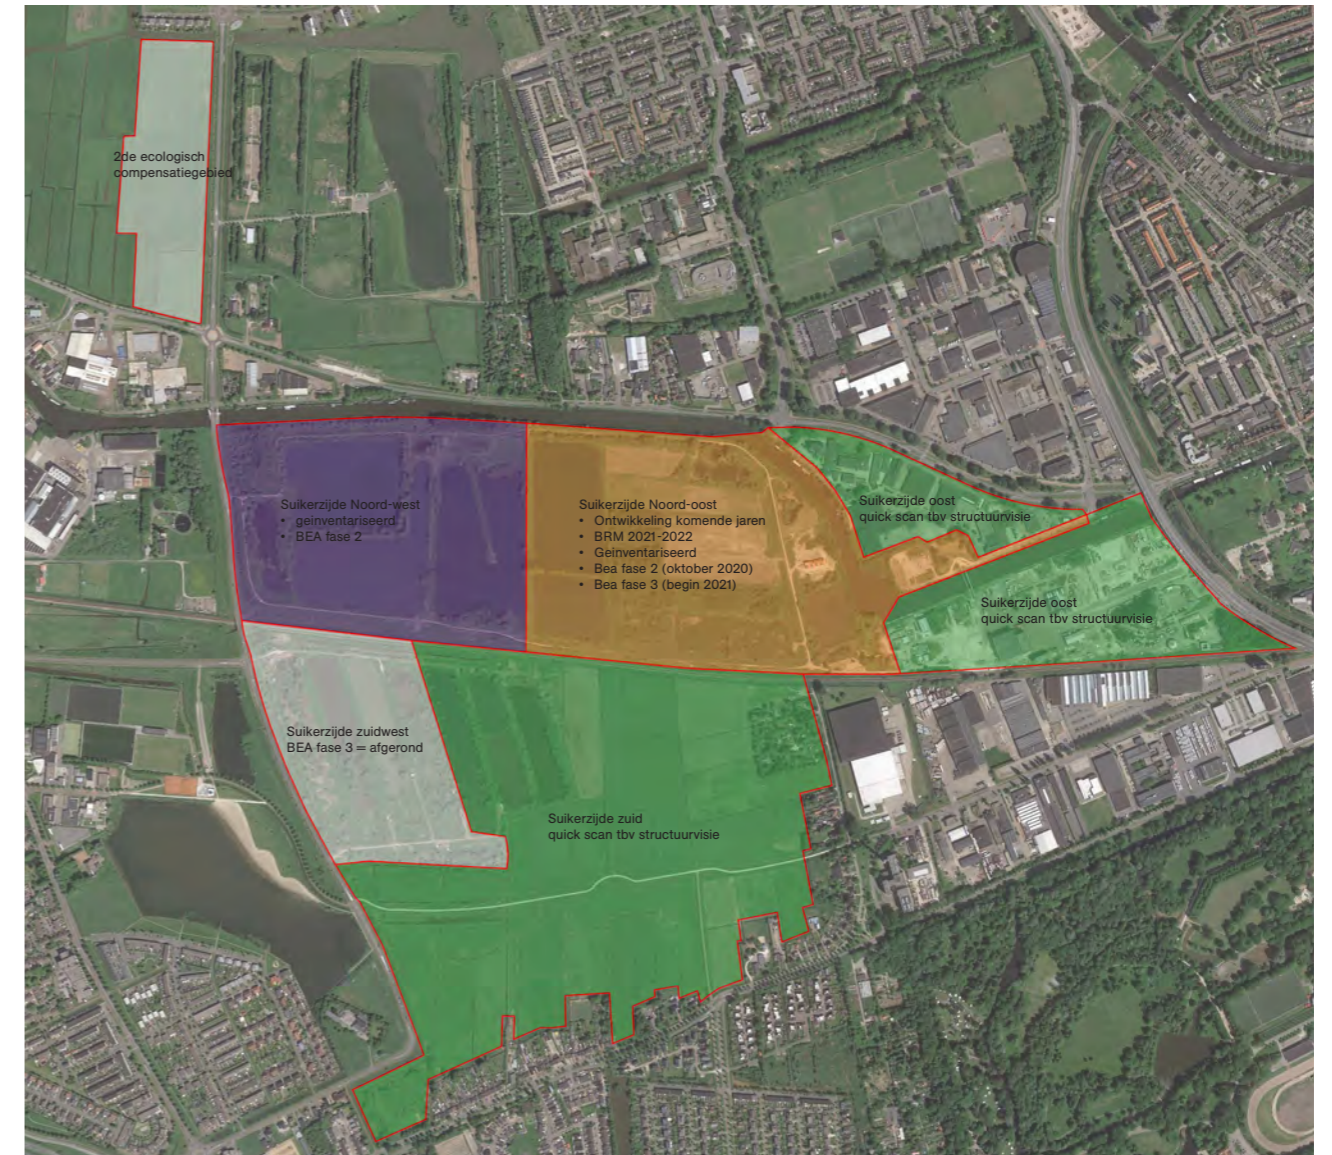 2de ecologisch
compensatiegebied
Suikerzijde Noord-west
• geinventariseerd
• BEA fase 2
Suikerzijde Noord-oost
• Ontwikkeling komende jaren
• BRM 2021-2022
• Geinventariseerd
• Bea fase 2 (oktober 2020)
• Bea fase 3 (begin 2021)
Suikerzijde oost
quick scan tbv structuurvisie
Suikerzijde oost
quick scan tbv structuurvisie
Suikerzijde zuidwest
BEA fase 3 = afgerond
Suikerzijde zuid
quick scan tbv structuurvisie